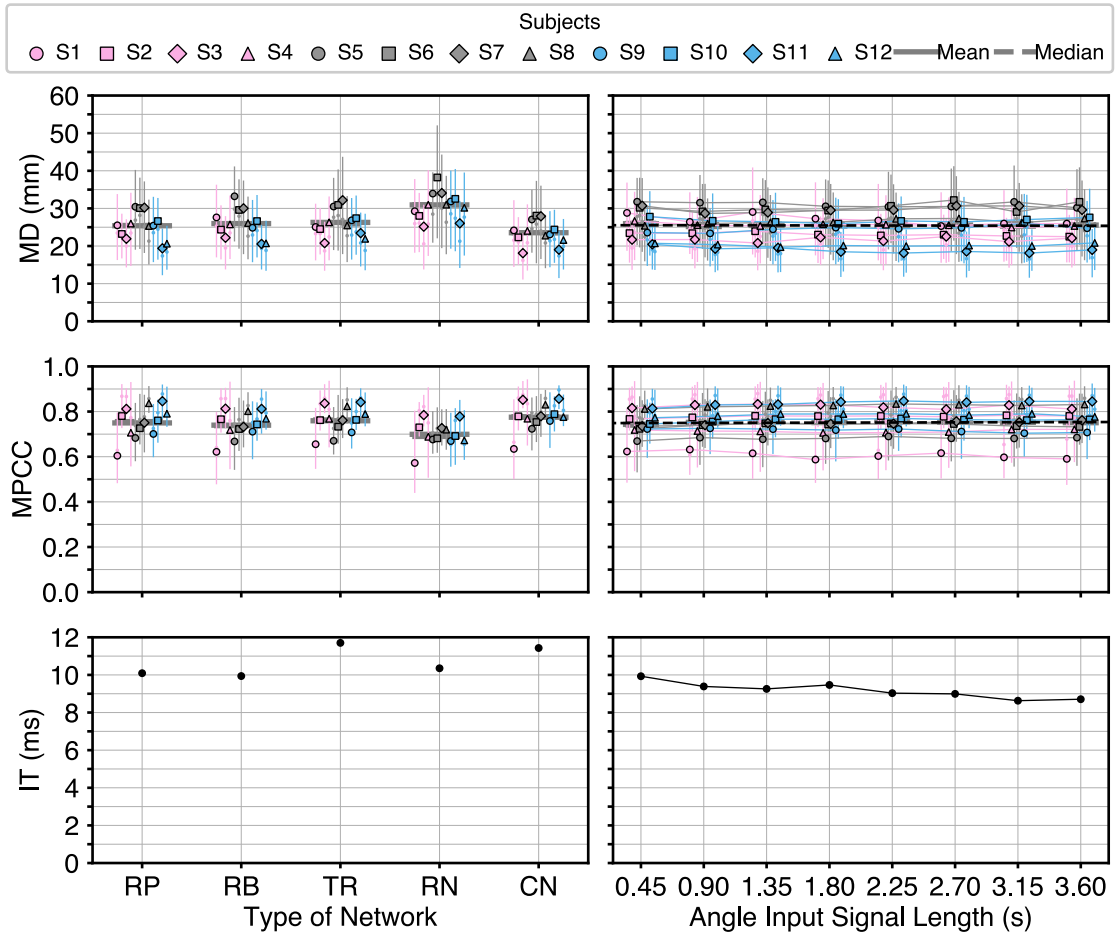 Subjects
S1 S2 S3 S4 S5 S6 S7 S8 S9 S10 S11 S12 Mean Median
60
50
40
30
20
10
0
MD (mm)
1.0
0.8
0.6
0.4
0.2
0.0
MPCC
12
10
8
6
4
2
0
IT (ms)
RP RB TR RN CN
Type of Network
0.45 0.90 1.35 1.80 2.25 2.70 3.15 3.60
Angle Input Signal Length (s)